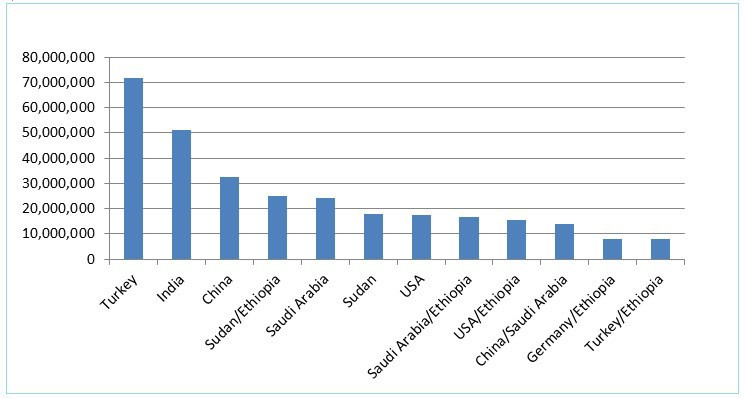 80,000,000
70,000,000
60,000,000
50,000,000
40,000,000
30,000,000
20,000,000
10,000,000
0
Turkey
India
China
Sudan/Ethiopia
Saudi Arabia
Sudan
USA
Saudi Arabia/Ethiopia
USA/Ethiopia
China/Saudi Arabia
Germany/Ethiopia
Turkey/Ethiopia